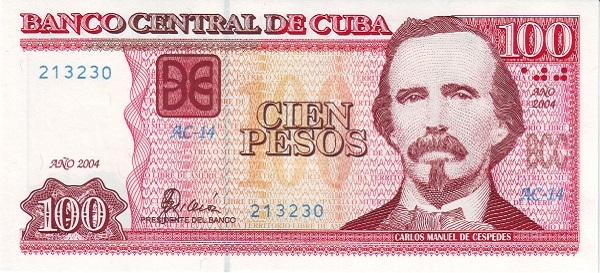 BANCO CENTRAL DE CUBA
100
213230
AÑO
2004
CIEN
PESOS
AC-14
BCC
AÑO 2004
AC-14
100
PRESIDENTE DEL BANCO
213230
CARLOS MANUEL DE CESPEDES